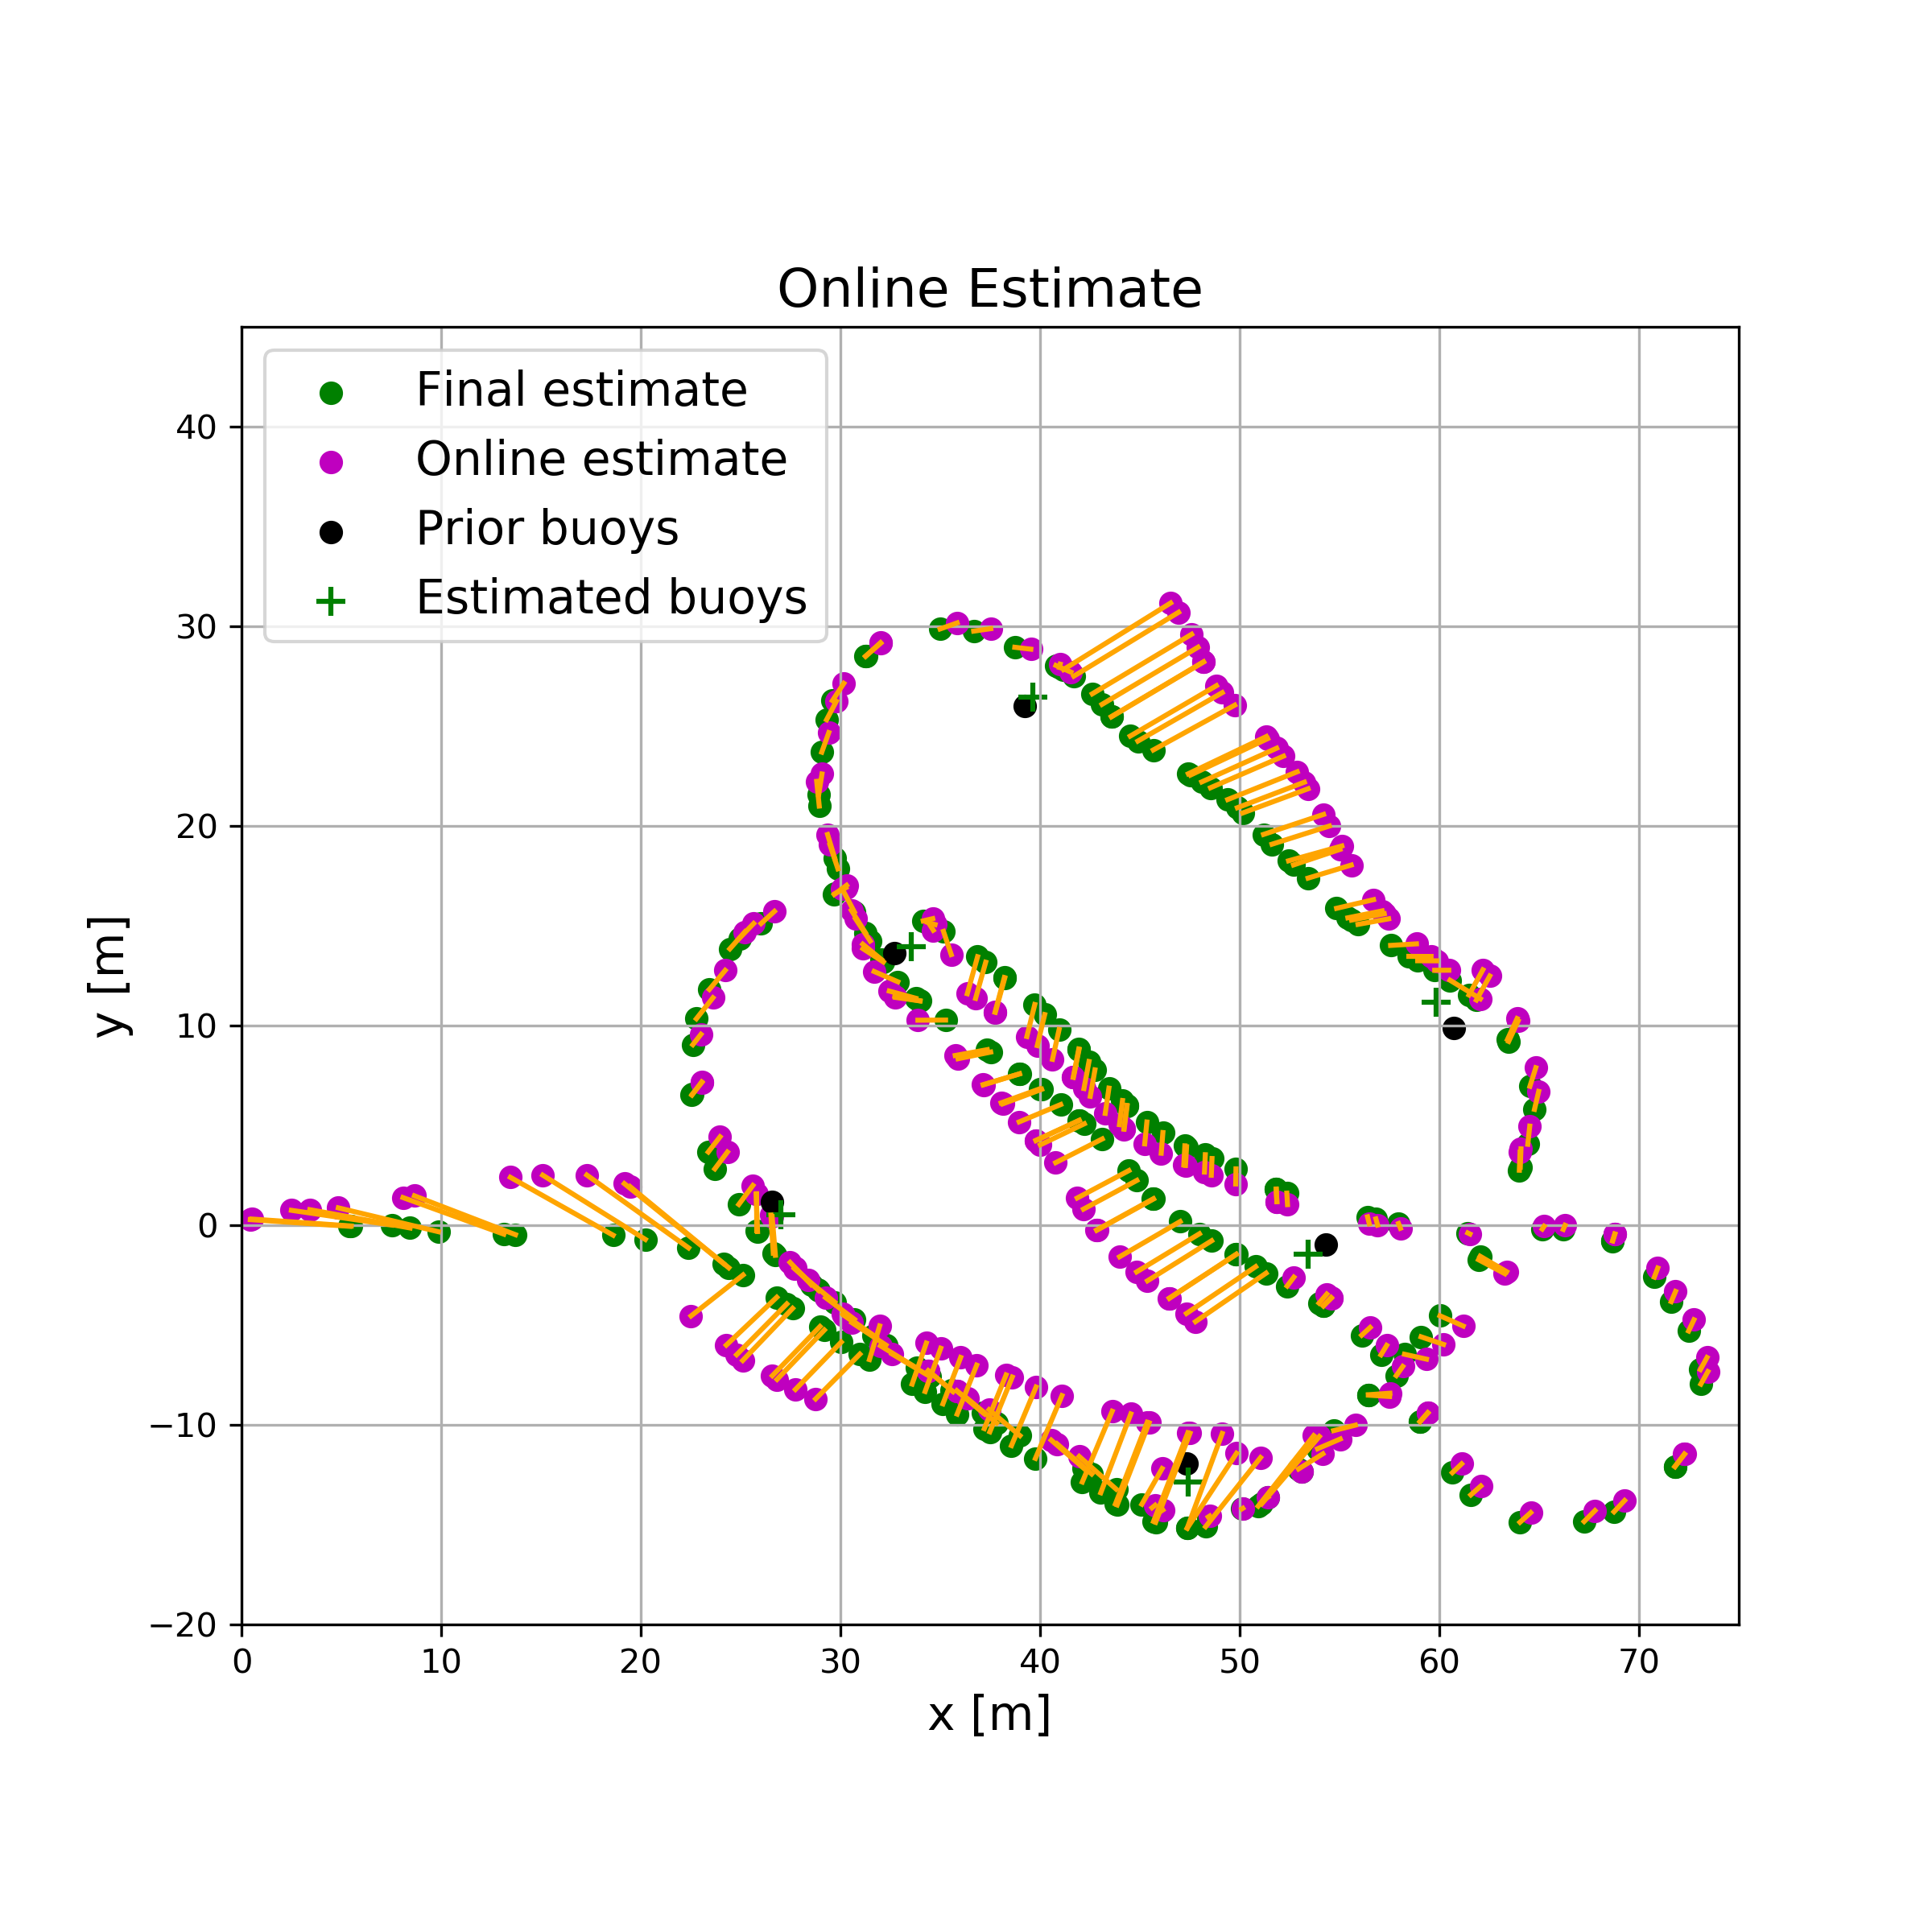 Online Estimate
Final estimate
Online estimate
Prior buoys
Estimated buoys
40
30
20
10
0
−10
−20
y [m]
0 10 20 30 40 50 60 70
x [m]